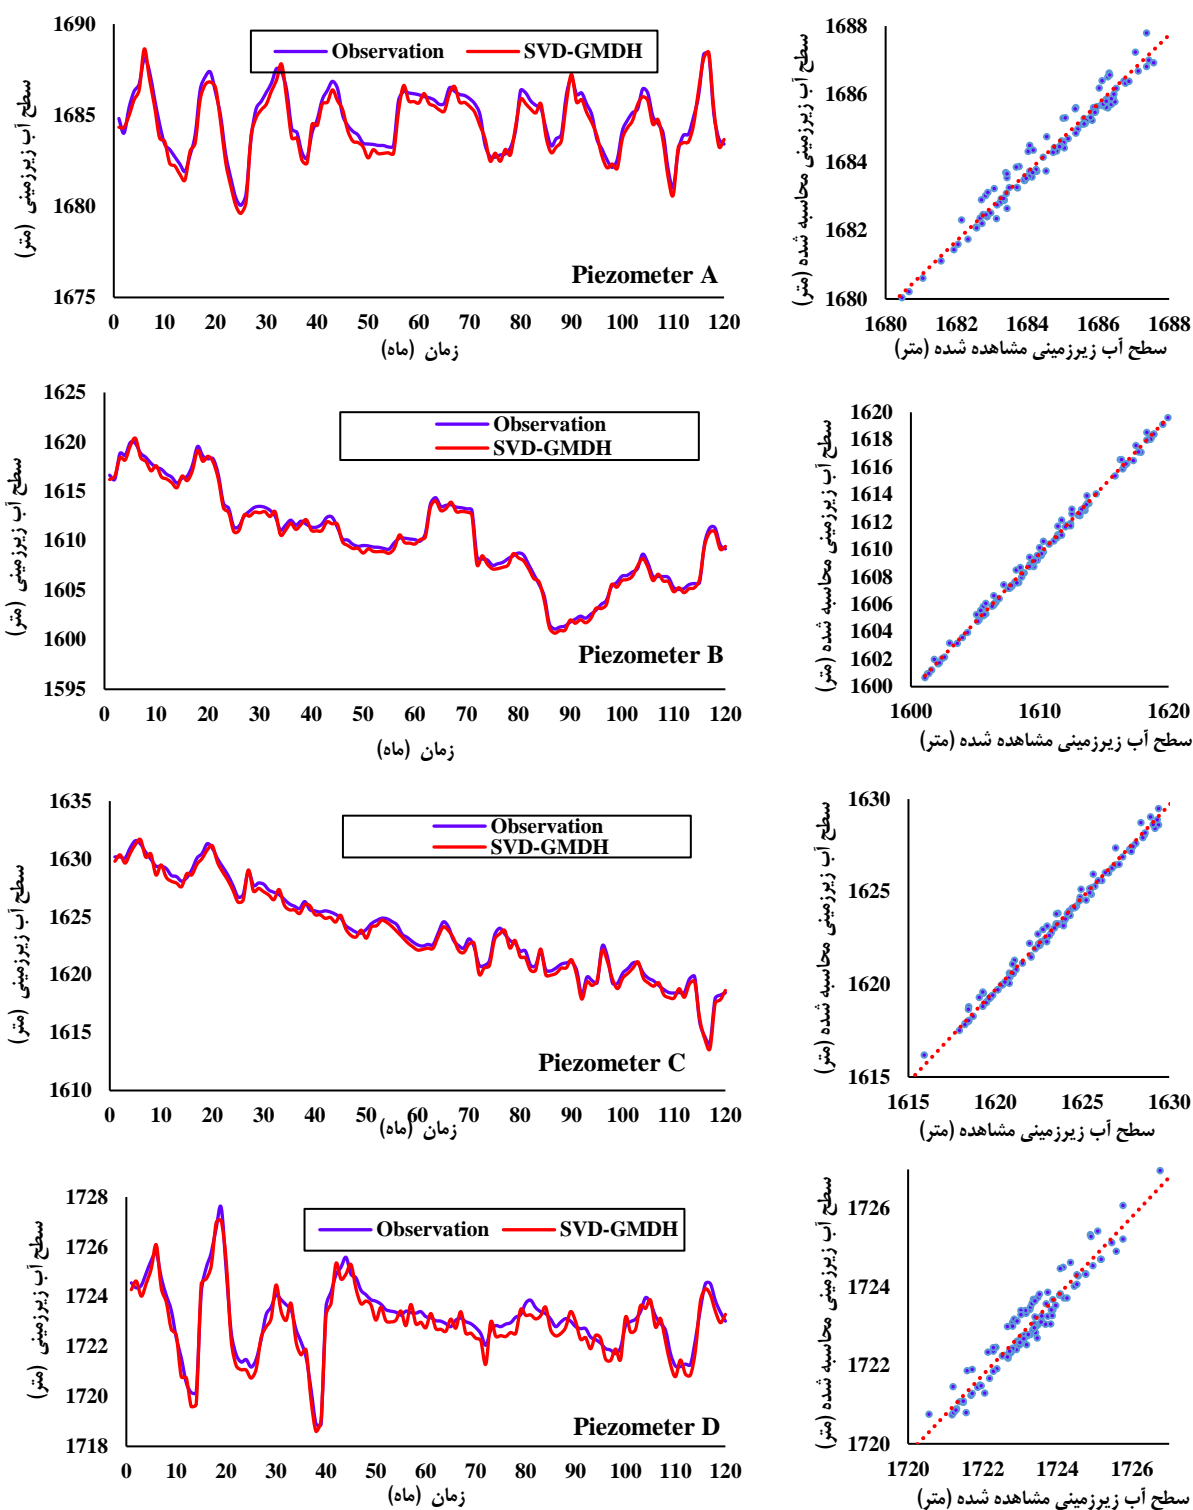 سطح آب زیرزمینی (متر)
1690
1685
1680
1675
Observation SVD-GMDH
Piezometer A
0 10 20 30 40 50 60 70 80 90 100 110 120
زمان (ماه)
سطح آب زیرزمینی محاسبه شده (متر)
1688
1686
1684
1682
1680
1680 1682 1684 1686 1688
سطح آب زیرزمینی مشاهده شده (متر)
سطح آب زیرزمینی (متر)
1625
1620
1615
1610
1605
1600
1595
Observation
SVD-GMDH
Piezometer B
0 10 20 30 40 50 60 70 80 90 100 110 120
زمان (ماه)
سطح آب زیرزمینی محاسبه شده (متر)
1620
1618
1616
1614
1612
1610
1608
1606
1604
1602
1600
1600 1610 1620
سطح آب زیرزمینی مشاهده شده (متر)
سطح آب زیرزمینی (متر)
1635
1630
1625
1620
1615
1610
Observation
SVD-GMDH
Piezometer C
0 10 20 30 40 50 60 70 80 90 100 110 120
زمان (ماه)
سطح آب زیرزمینی محاسبه شده (متر)
1630
1625
1620
1615
1615 1620 1625 1630
سطح آب زیرزمینی مشاهده (متر)
سطح آب زیرزمینی (متر)
1728
1726
1724
1722
1720
1718
Observation SVD-GMDH
Piezometer D
0 10 20 30 40 50 60 70 80 90 100 110 120
زمان (ماه)
سطح آب زیرزمینی محاسبه شده (متر)
1726
1724
1722
1720
1720 1722 1724 1726
سطح آب زیرزمینی مشاهده شده (متر)